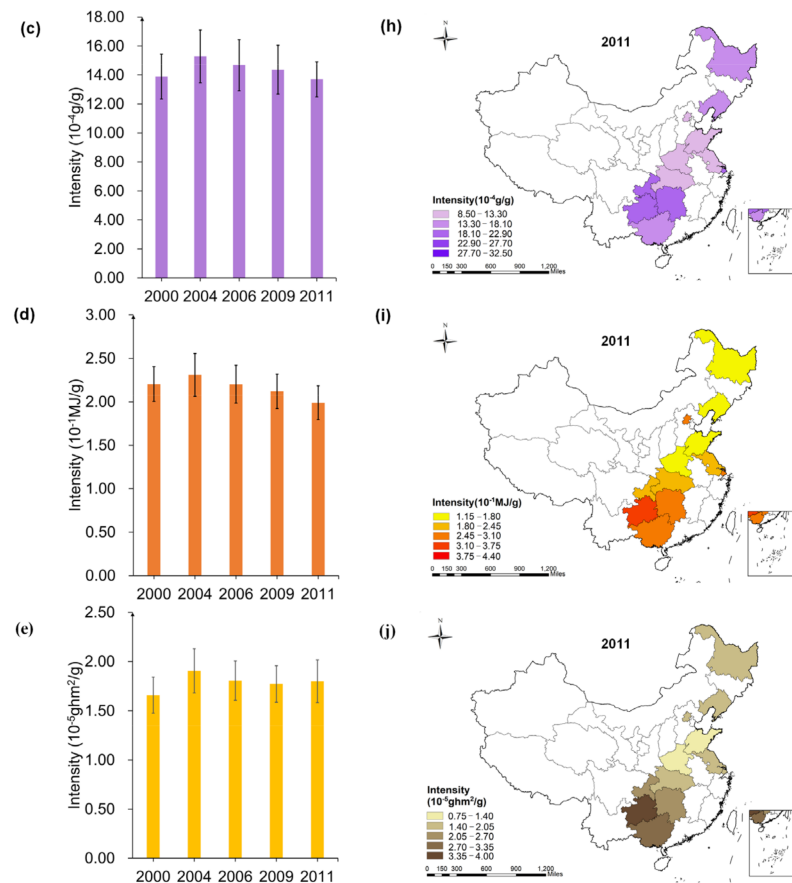 (c)
Intensity (10-4g/g)
18.00
16.00
14.00
12.00
10.00
8.00
6.00
4.00
2.00
0.00
2000 2004 2006 2009 2011
(h)
N
2011
Intensity(10-4g/g)
8.50 – 13.30
13.30 – 18.10
18.10 – 22.90
22.90 – 27.70
27.70 – 32.50
0 150 300 600 900 1,200
Miles
(d)
Intensity (10-1MJ/g)
3.00
2.50
2.00
1.50
1.00
0.50
0.00
2000 2004 2006 2009 2011
(i)
N
2011
Intensity(10-1MJ/g)
1.15 – 1.80
1.80 – 2.45
2.45 – 3.10
3.10 – 3.75
3.75 – 4.40
0 150 300 600 900 1,200
Miles
(e)
Intensity (10-5ghm2/g)
2.50
2.00
1.50
1.00
0.50
0.00
2000 2004 2006 2009 2011
(j)
N
2011
Intensity
(10-5ghm2/g)
0.75 – 1.40
1.40 – 2.05
2.05 – 2.70
2.70 – 3.35
3.35 – 4.00
0 150 300 600 900 1,200
Miles